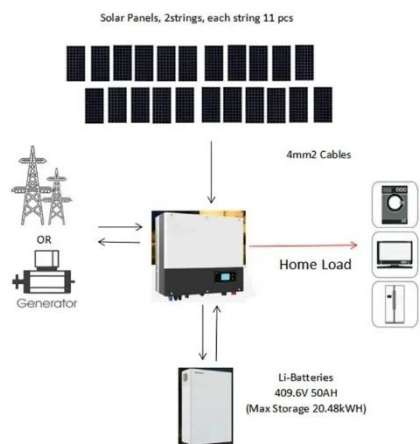 Solar Panels, 2strings, each string 11 pcs
4mm2 Cables
OR
Generator
Home Load
Li-Batteries
409.6V 50AH
(Max Storage 20.48kWH)